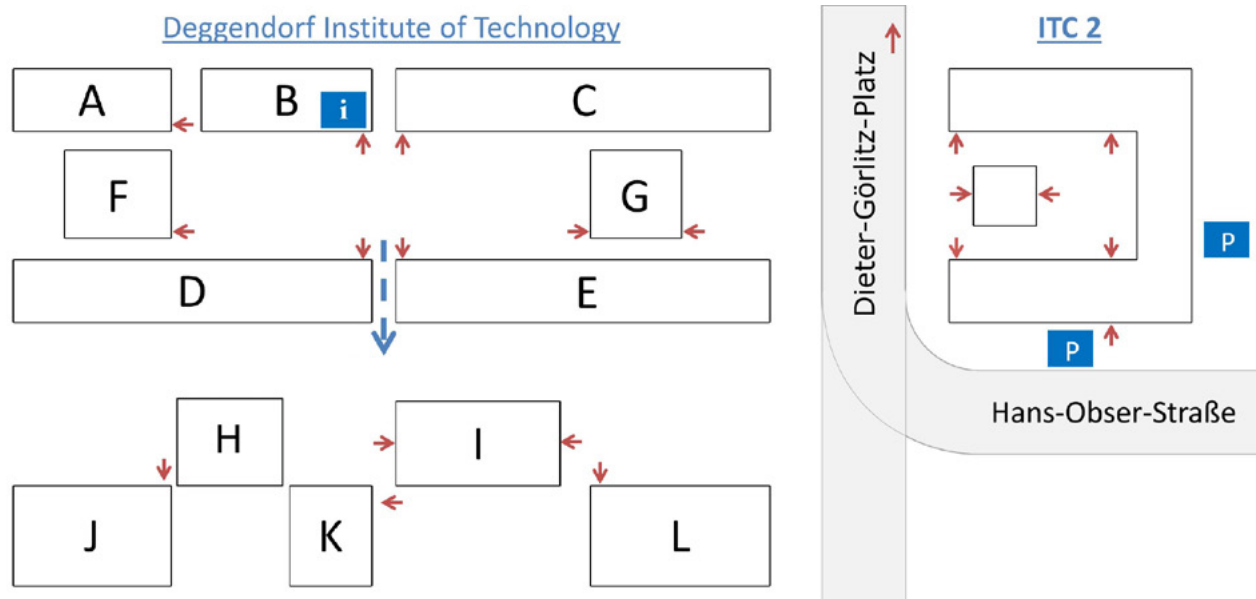 Deggendorf Institute of Technology
ITC 2
A
B
i
C
F
G
D
E
H
I
J
K
L
Dieter-Görlitz-Platz
P
P
Hans-Obser-Straße